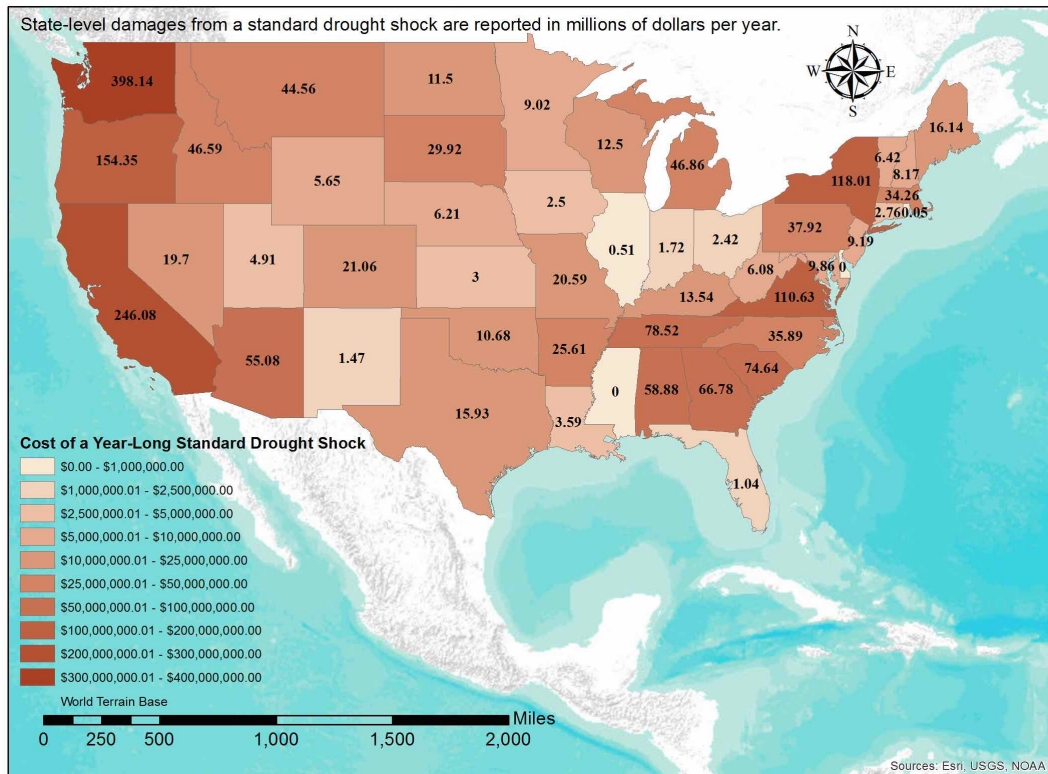 State-level damages from a standard drought shock are reported in millions of dollars per year.
N
W E
S
398.14
44.56
11.5
9.02
16.14
154.35
46.59
29.92
12.5
46.86
6.42
8.17
118.01
34.26
5.65
2.5
2.76 0.05
6.21
37.92
9.19
19.7
4.91
21.06
3
0.51
1.72
2.42
6.08
9.86 0
20.59
13.54
110.63
246.08
55.08
1.47
10.68
25.61
78.52
35.89
74.64
15.93
3.59
0
58.88
66.78
1.04
Cost of a Year-Long Standard Drought Shock
$0.00 - $1,000,000.00
$1,000,000.01 - $2,500,000.00
$2,500,000.01 - $5,000,000.00
$5,000,000.01 - $10,000,000.00
$10,000,000.01 - $25,000,000.00
$25,000,000.01 - $50,000,000.00
$50,000,000.01 - $100,000,000.00
$100,000,000.01 - $200,000,000.00
$200,000,000.01 - $300,000,000.00
$300,000,000.01 - $400,000,000.00
World Terrain Base
Miles
0 250 500 1,000 1,500 2,000
Sources: Esri, USGS, NOAA